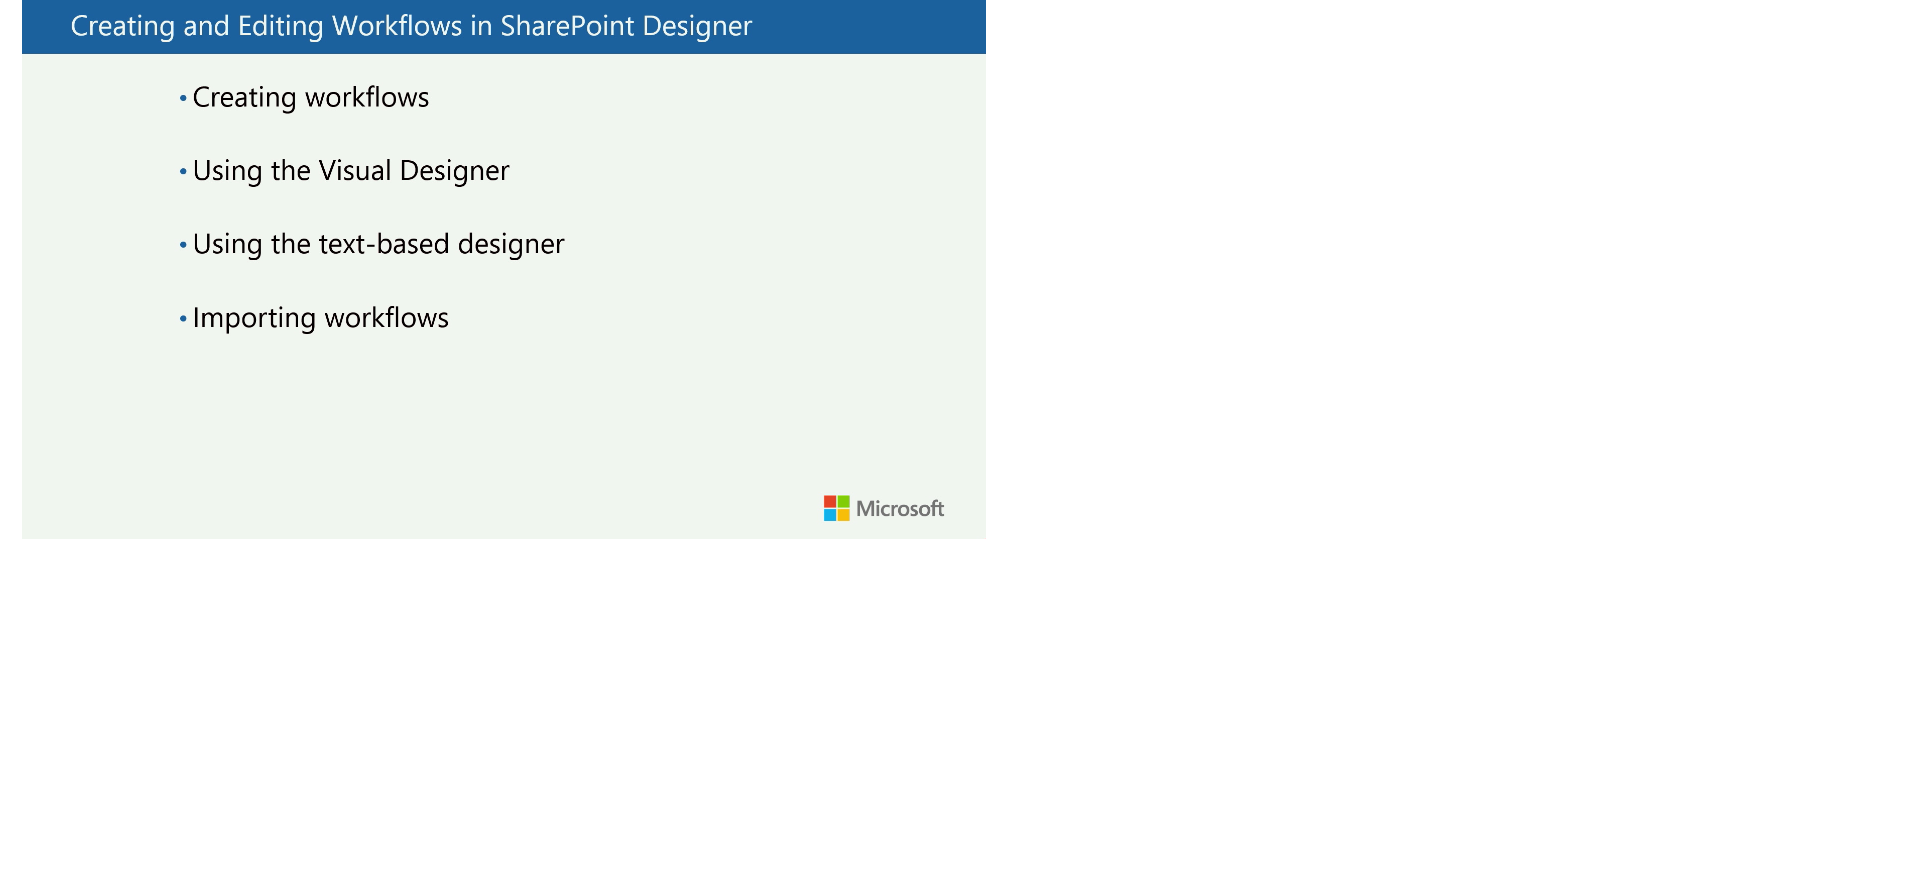 Creating and Editing Workflows in SharePoint Designer
• Creating workflows
• Using the Visual Designer
• Using the text-based designer
• Importing workflows
Microsoft